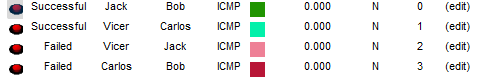 Successful Jack Bob ICMP 0.000 N 0 (edit)
Successful Vicer Carlos ICMP 0.000 N 1 (edit)
Failed Vicer Jack ICMP 0.000 N 2 (edit)
Failed Carlos Bob ICMP 0.000 N 3 (edit)